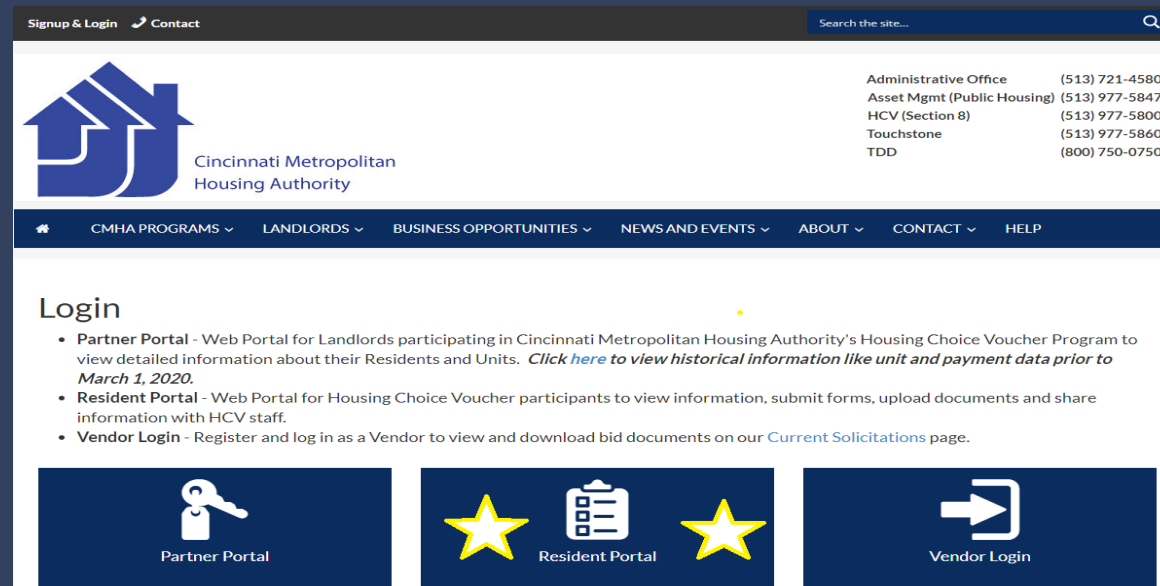 Signup & Login Contact
Search the site...
Administrative Office (513) 721-4580
Asset Mgmt (Public Housing) (513) 977-5847
HCV (Section 8) (513) 977-5800
Touchstone (513) 977-5860
TDD (800) 750-0750
Cincinnati Metropolitan
Housing Authority
CMHA PROGRAMS LANDLORDS BUSINESS OPPORTUNITIES NEWS AND EVENTS ABOUT CONTACT HELP
Login
• Partner Portal - Web Portal for Landlords participating in Cincinnati Metropolitan Housing Authority's Housing Choice Voucher Program to
view detailed information about their Residents and Units. Click here to view historical information like unit and payment data prior to
March 1, 2020.
• Resident Portal - Web Portal for Housing Choice Voucher participants to view information, submit forms, upload documents and share
information with HCV staff.
• Vendor Login - Register and log in as a Vendor to view and download bid documents on our Current Solicitations page.
Partner Portal
Resident Portal
Vendor Login